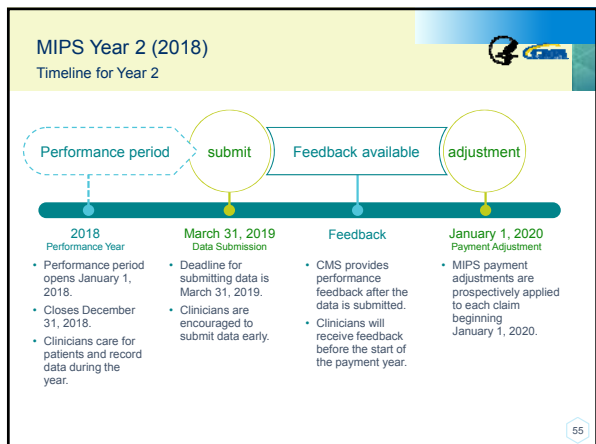 MIPS Year 2 (2018)
Timeline for Year 2
CMS
Performance period
submit
Feedback available
adjustment
2018
Performance Year
• Performance period
opens January 1,
2018.
• Closes December
31, 2018.
• Clinicians care for
patients and record
data during the
year.
March 31, 2019
Data Submission
• Deadline for
submitting data is
March 31, 2019.
• Clinicians are
encouraged to
submit data early.
Feedback
• CMS provides
performance
feedback after the
data is submitted.
• Clinicians will
receive feedback
before the start of
the payment year.
January 1, 2020
Payment Adjustment
• MIPS payment
adjustments are
prospectively applied
to each claim
beginning
January 1, 2020.
55